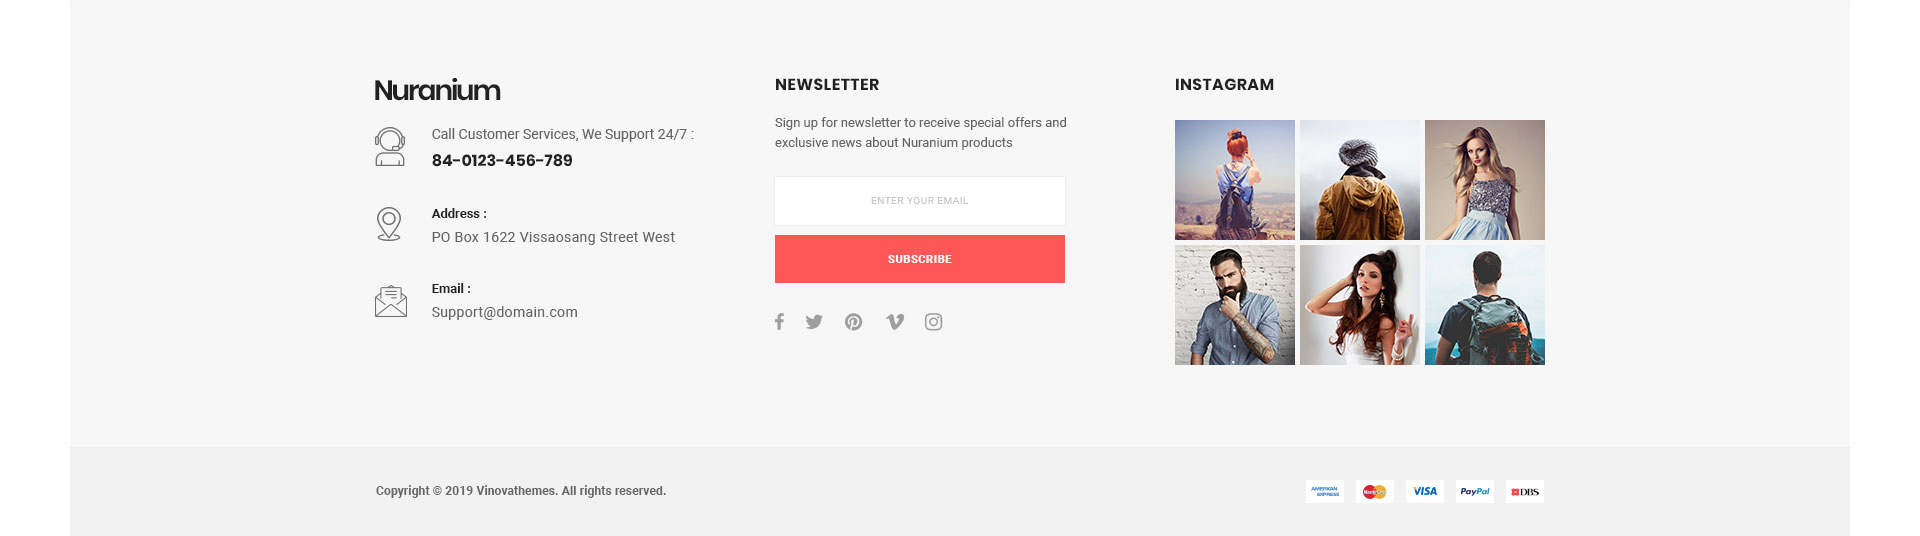 Nuranium
Call Customer Services, We Support 24/7 :
84-0123-456-789
Address :
PO Box 1622 Vissaosang Street West
Email :
Support@domain.com
NEWSLETTER
Sign up for newsletter to receive special offers and
exclusive news about Nuranium products
ENTER YOUR EMAIL
SUBSCRIBE
INSTAGRAM
Copyright © 2019 Vinovathemes. All rights reserved.
AMERICAN
EXPRESS
MasterCard
VISA
PayPal
DBS